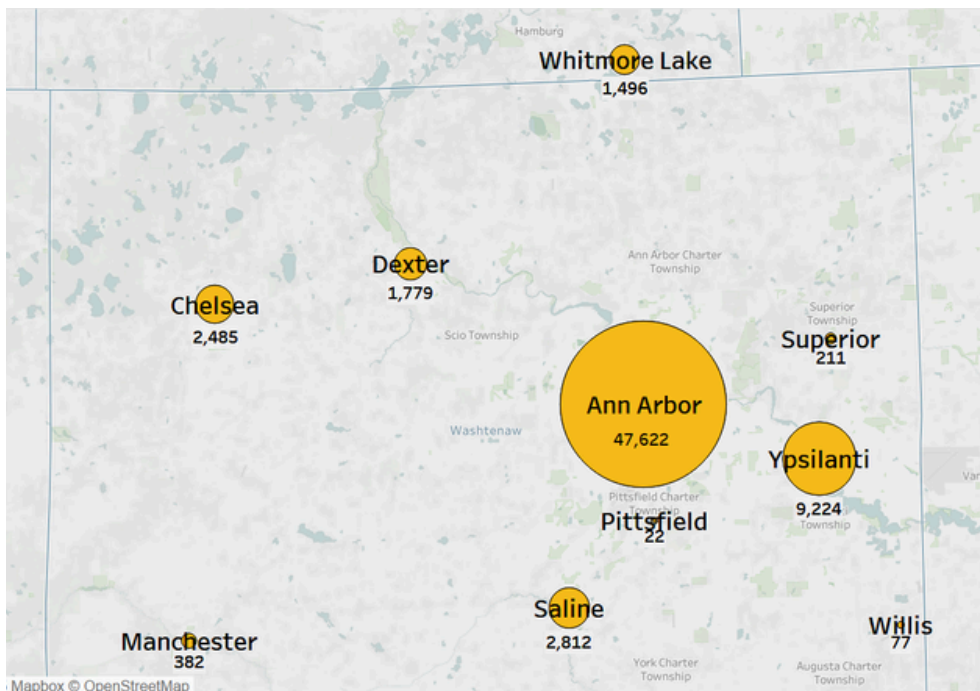 Hamburg
Whitmore Lake
1,496
Ann Arbor Charter
Township
Dexter
1,779
Chelsea
2,485
Superior
Township
Scio Township
Superior
211
Ann Arbor
47,622
Washtenaw
Ypsilanti
9,224
Township
Van
Pittsfield Charter
Township
Pittsfield
22
Saline
2,812
Willis
77
Manchester
382
York Charter
Township
Augusta Charter
Township
Mapbox © OpenStreetMap